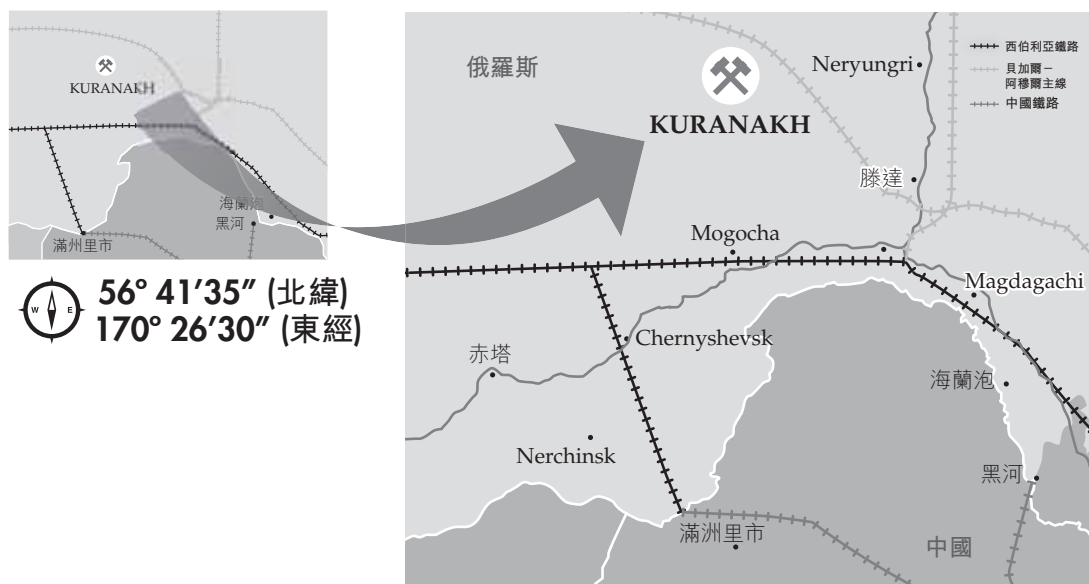 KURANAKH
海蘭泡
黑河
滿州里市
W E
56° 41’35” (北緯)
170° 26’30” (東經)
俄羅斯
Neryungri
西伯利亞鐵路
貝加爾－
阿穆爾主線
中國鐵路
KURANAKH
滕達
Mogocha
Magdagachi
Chernyshevsk
赤塔
海蘭泡
Nerchinsk
黑河
滿洲里市
中國